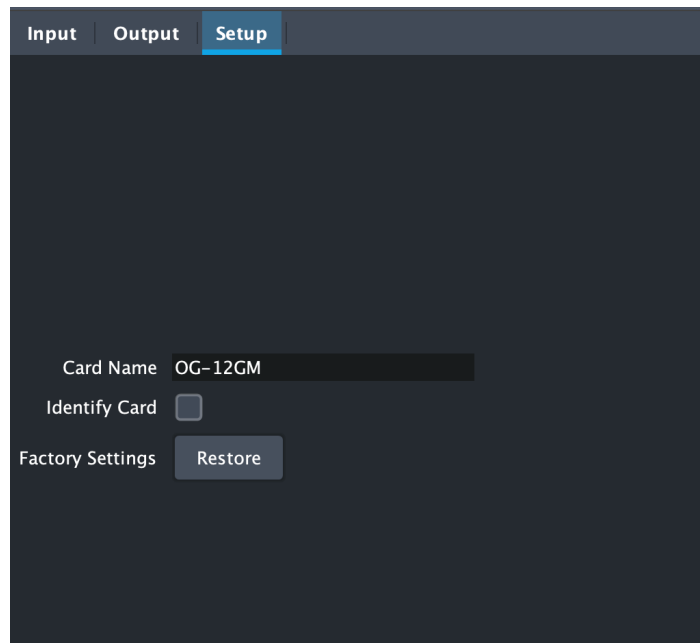 Input Output Setup
Card Name OG-12GM
Identify Card
Factory Settings Restore